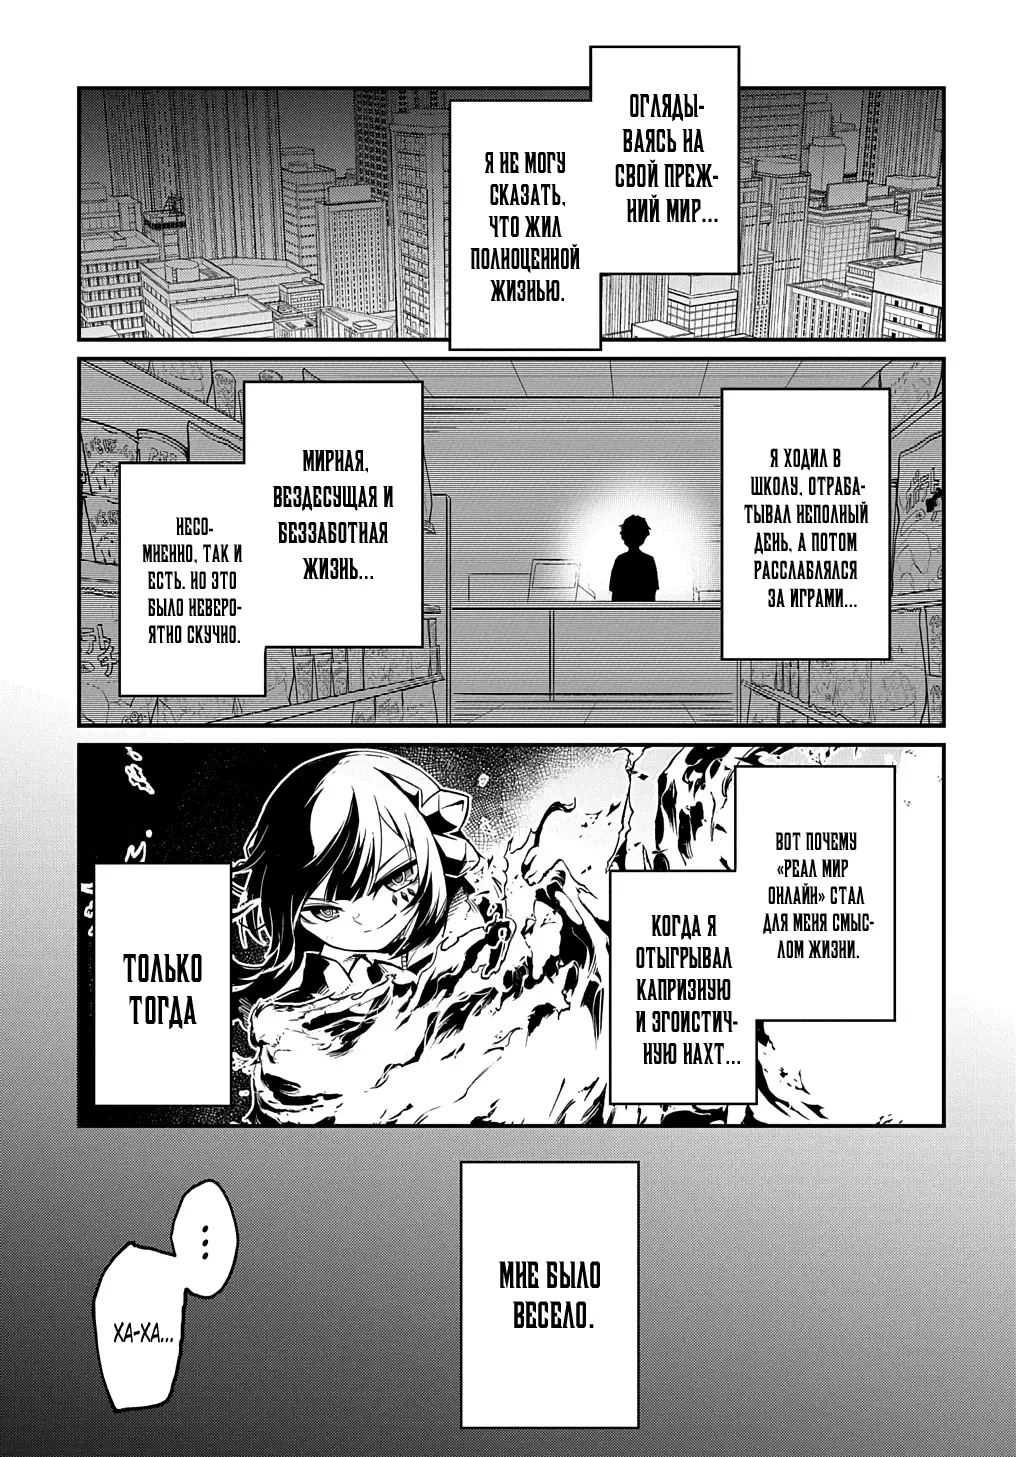 ОГЛЯДЫ-
ВАЯСЬ НА
СВОЙ ПРЕЖ-
НИЙ МИР...
Я НЕ МОГУ
СКАЗАТЬ,
ЧТО ЖИЛ
ПОЛНОЦЕННОЙ
ЖИЗНЬЮ.
Я ХОДИЛ В
ШКОЛУ, ОТРАБА-
ТЫВАЛ НЕПОЛНЫЙ
ДЕНЬ, А ПОТОМ
РАССЛАБЛЯЛСЯ
ЗА ИГРАМИ...
МИРНАЯ,
ВЕЗДЕСУЩАЯ И
БЕЗЗАБОТНАЯ
ЖИЗНЬ...
НЕСО-
МНЕННО, ТАК И
ЕСТЬ. НО ЭТО
БЫЛО НЕВЕРО-
ЯТНО СКУЧНО.
ВОТ ПОЧЕМУ
«РЕАЛ МИР
ОНЛАЙН» СТАЛ
ДЛЯ МЕНЯ СМЫС-
ЛОМ ЖИЗНИ.
КОГДА Я
ОТЫГРЫВАЛ
КАПРИЗНУЮ
И ЭГОИСТИЧ-
НУЮ НАХТ...
ТОЛЬКО
ТОГДА
МНЕ БЫЛО
ВЕСЕЛО.
...
ХА-ХА...